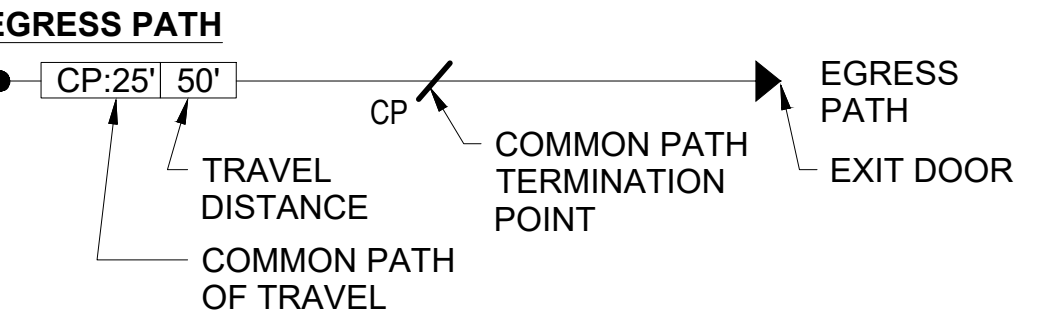 EGRESS PATH
CP:25' 50'
EGRESS
PATH
CP
COMMON PATH
TERMINATION
POINT
EXIT DOOR
TRAVEL
DISTANCE
COMMON PATH
OF TRAVEL